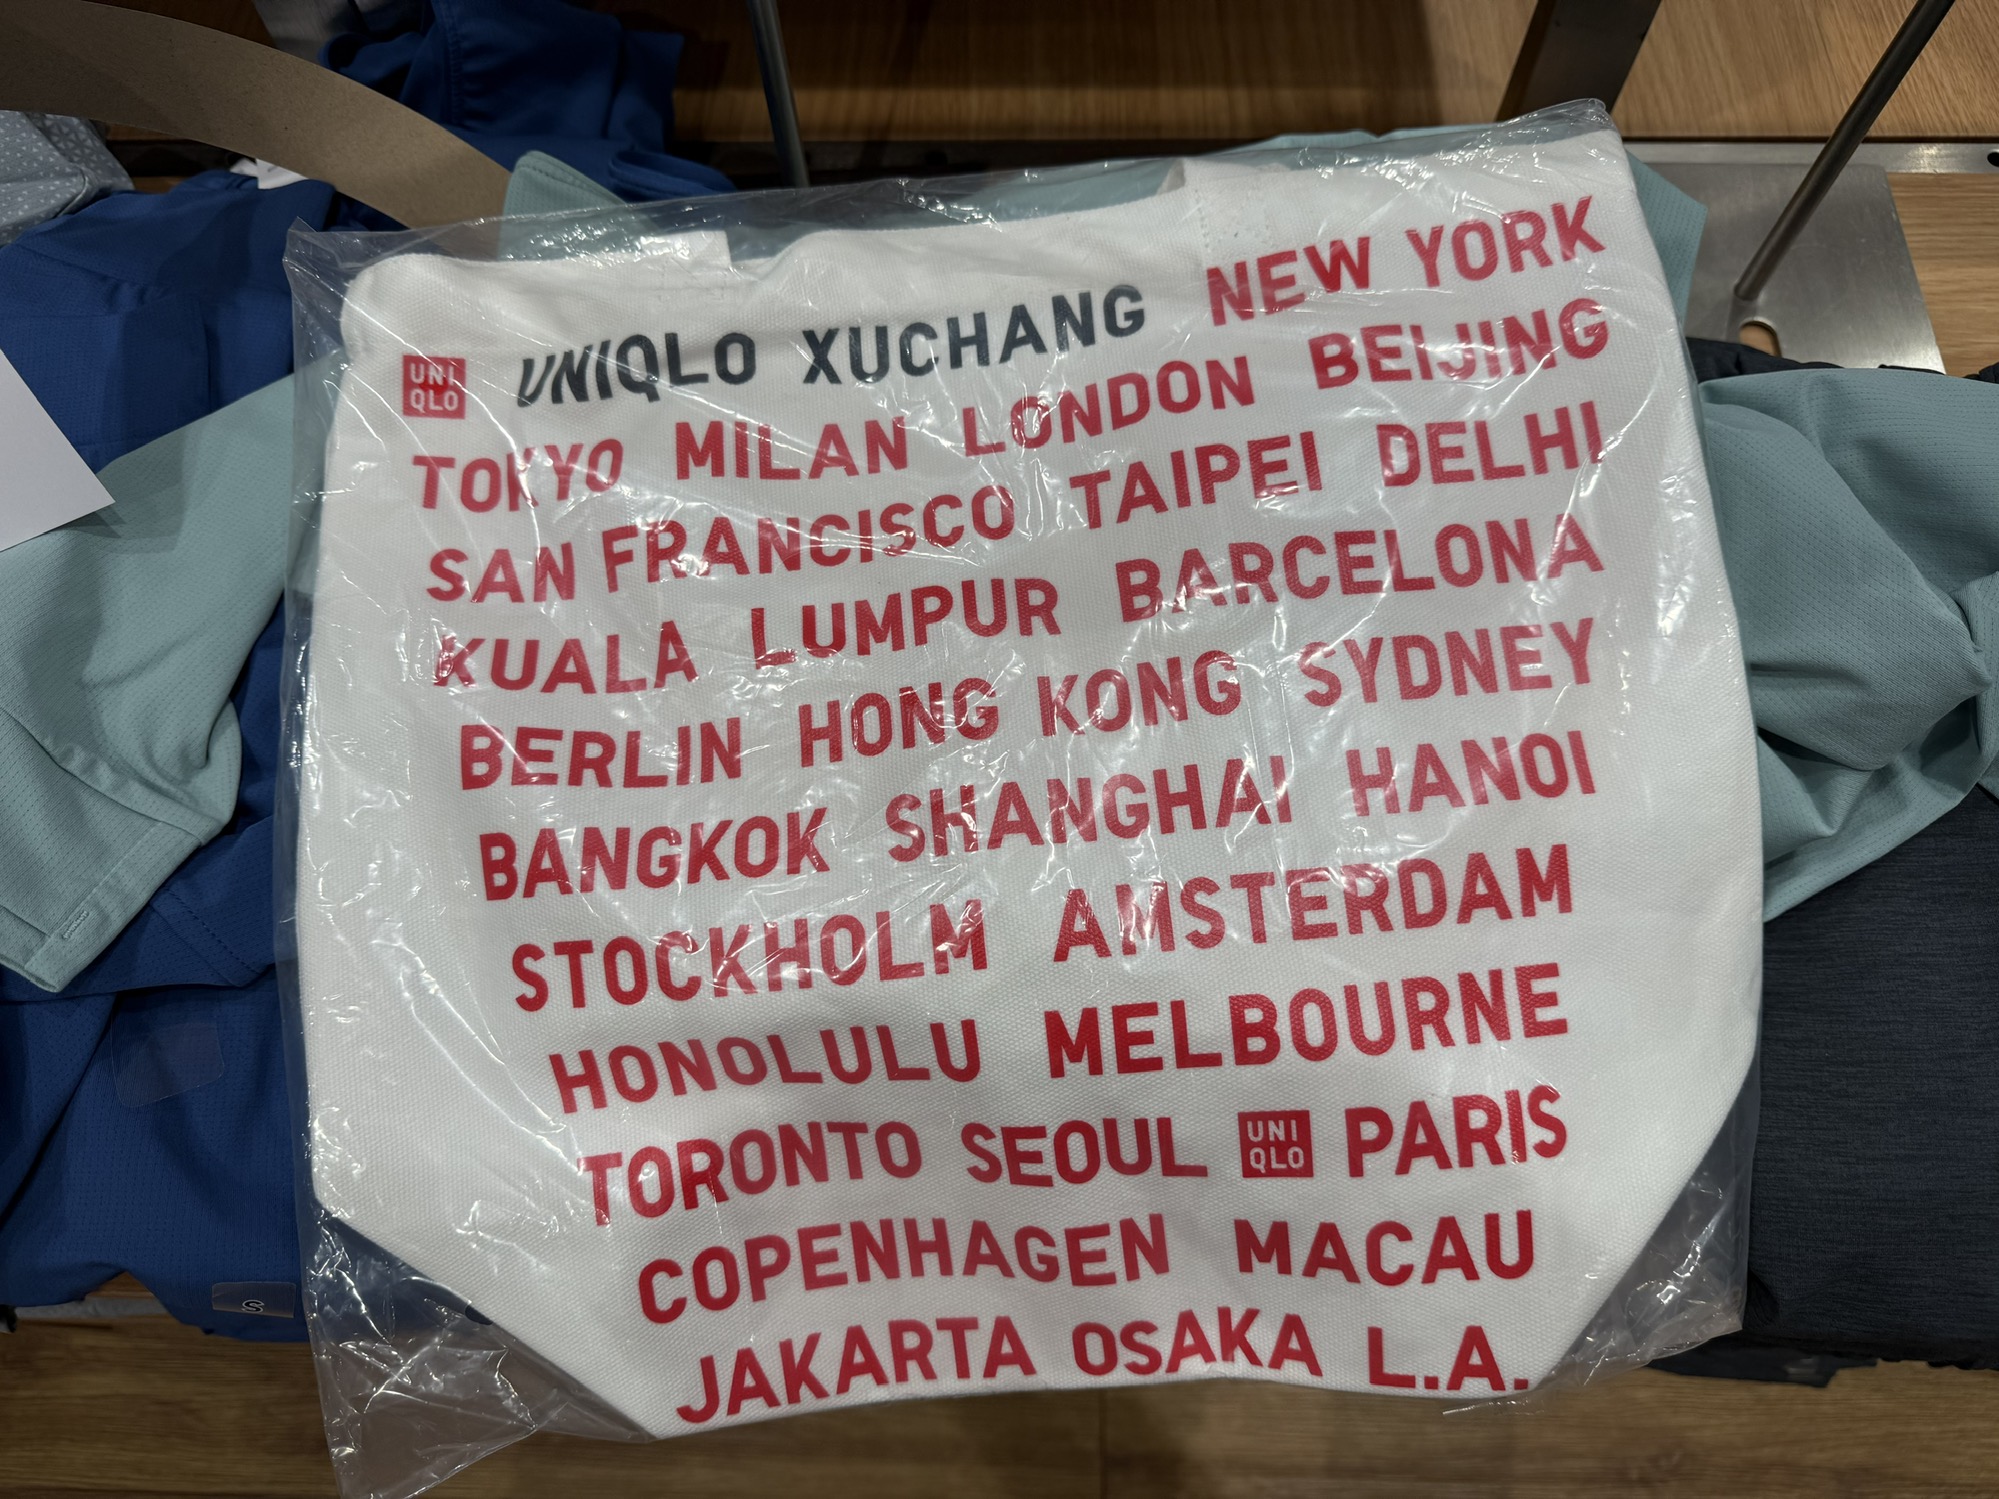 UNI QLO UNIQLO XUCHANG NEW YORK
TOKYO MILAN LONDON BEIJING
SAN FRANCISCO TAIPEI DELHI
KUALA LUMPUR BARCELONA
BERLIN HONG KONG SYDNEY
BANGKOK SHANGHAI HANOI
STOCKHOLM AMSTERDAM
HONOLULU MELBOURNE
TORONTO SEOUL UNI QLO PARIS
COPENHAGEN MACAU
JAKARTA OSAKA L.A.
S